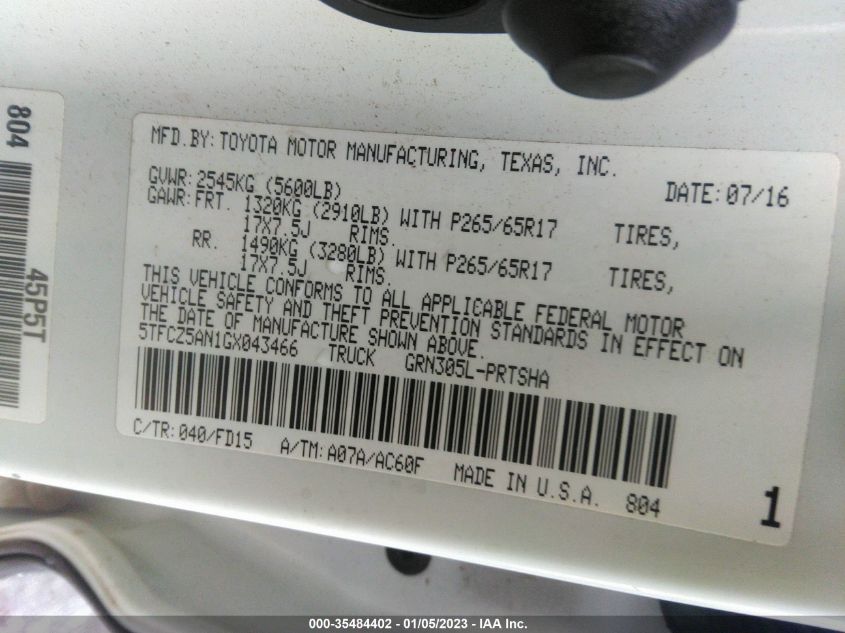 804
45P5T
MFD.BY: TOYOTA MOTOR MANUFACTURING, TEXAS, INC.
GVWR: 2545KG (5600LB) DATE: 07/16
GAWR: FRT. 1320KG (2910LB) WITH P265/65R17 TIRES,
17X7.5J RIMS.
RR. 1490KG (3280LB) WITH P265/65R17 TIRES,
17X7.5J RIMS.
THIS VEHICLE CONFORMS TO ALL APPLICABLE FEDERAL MOTOR
VEHICLE SAFETY AND THEFT PREVENTION STANDARDS IN EFFECT ON
THE DATE OF MANUFACTURE SHOWN ABOVE.
5TFCZ5AN1GX043466 TRUCK GRN305L-PRTSHA
C/TR: 040/FD15 A/TM: A07A/AC60F MADE IN U.S.A. 804
1
000-35484402 - 01/05/2023 - IAA Inc.